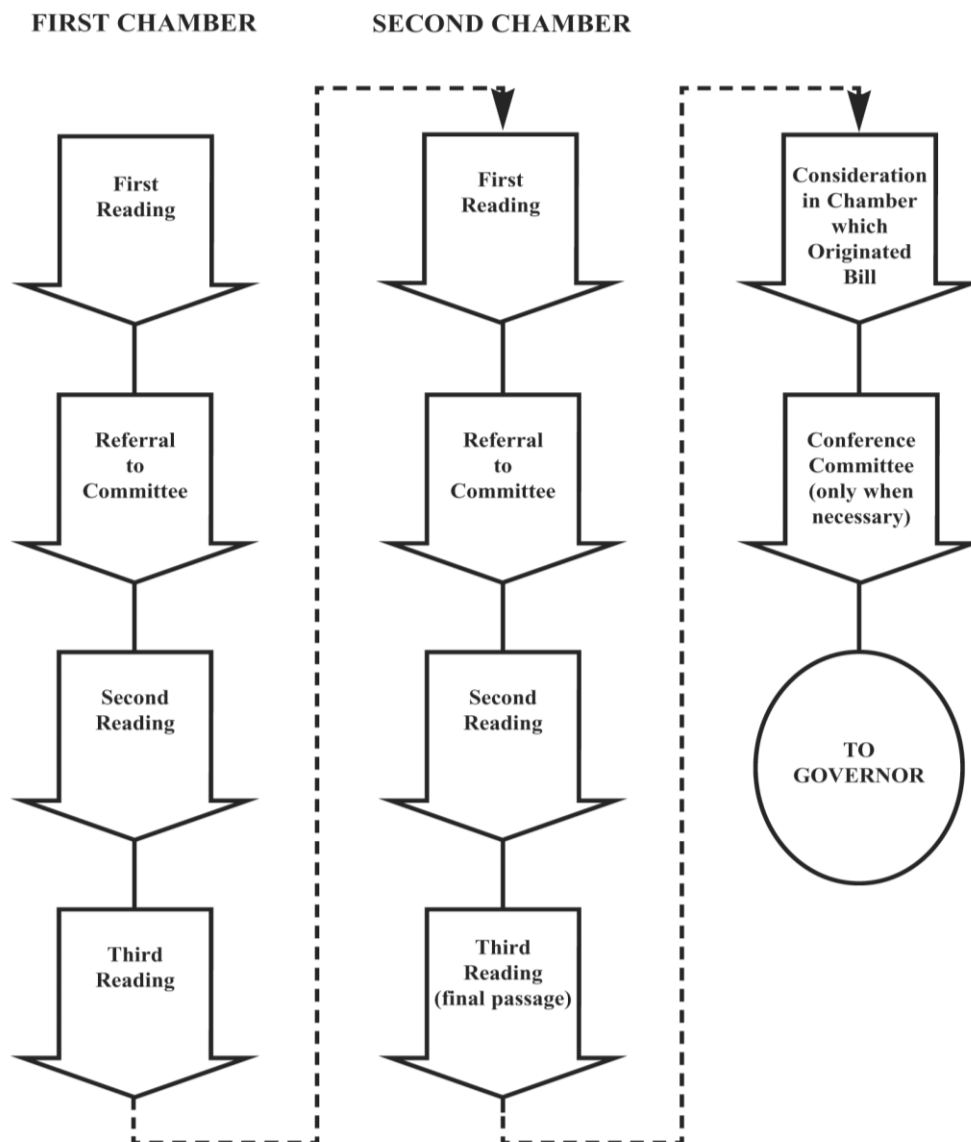 FIRST CHAMBER
First
Reading
Referral
to
Committee
Second
Reading
Third
Reading
SECOND CHAMBER
First
Reading
Referral
to
Committee
Second
Reading
Third
Reading
(final passage)
Consideration
in Chamber
which
Originated
Bill
Conference
Committee
(only when
necessary)
TO
GOVERNOR